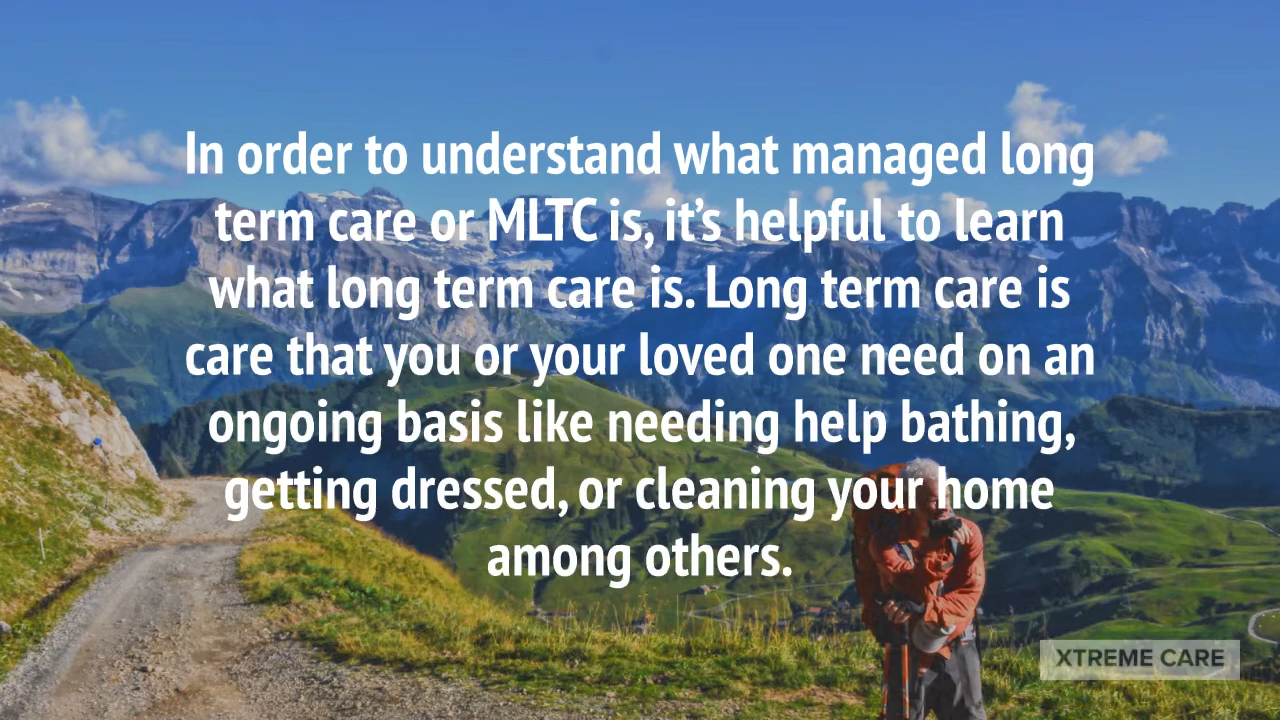 In order to understand what managed long
term care or MLTC is, it’s helpful to learn
what long term care is. Long term care is
care that you or your loved one need on an
ongoing basis like needing help bathing,
getting dressed, or cleaning your home
among others.
XTREME CARE